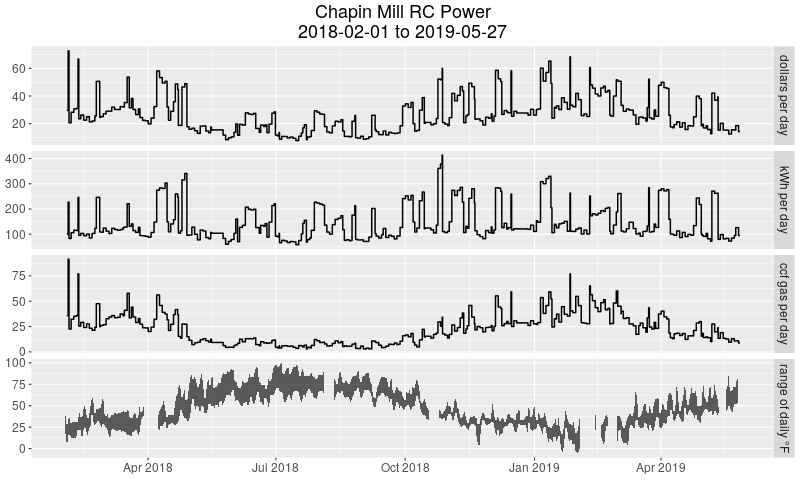 Chapin Mill RC Power
2018-02-01 to 2019-05-27
60
40
20
dollars per day
400
300
200
100
kWh per day
75
50
25
0
ccf gas per day
100
75
50
25
0
range of daily °F
Apr 2018
Jul 2018
Oct 2018
Jan 2019
Apr 2019